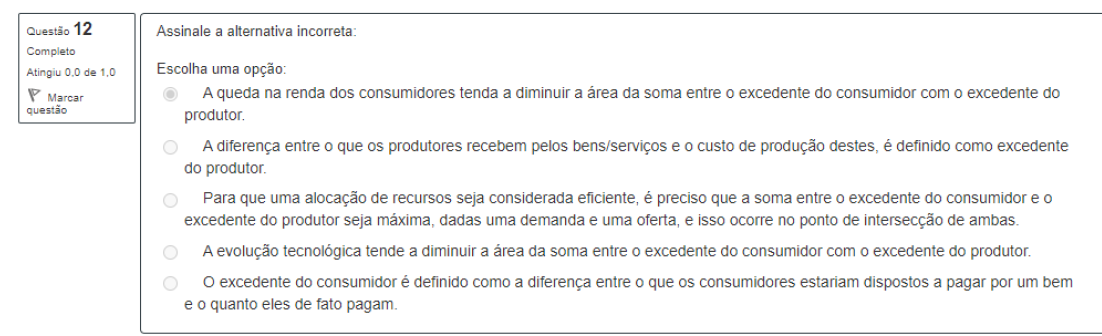 Questão 12
Completo
Atingiu 0,0 de 1,0
Marcar
questão
Assinale a alternativa incorreta:
Escolha uma opção:
A queda na renda dos consumidores tenda a diminuir a área da soma entre o excedente do consumidor com o excedente do
produtor.
A diferença entre o que os produtores recebem pelos bens/serviços e o custo de produção destes, é definido como excedente
do produtor.
Para que uma alocação de recursos seja considerada eficiente, é preciso que a soma entre o excedente do consumidor e o
excedente do produtor seja máxima, dadas uma demanda e uma oferta, e isso ocorre no ponto de intersecção de ambas.
A evolução tecnológica tende a diminuir a área da soma entre o excedente do consumidor com o excedente do produtor.
O excedente do consumidor é definido como a diferença entre o que os consumidores estariam dispostos a pagar por um bem
e o quanto eles de fato pagam.